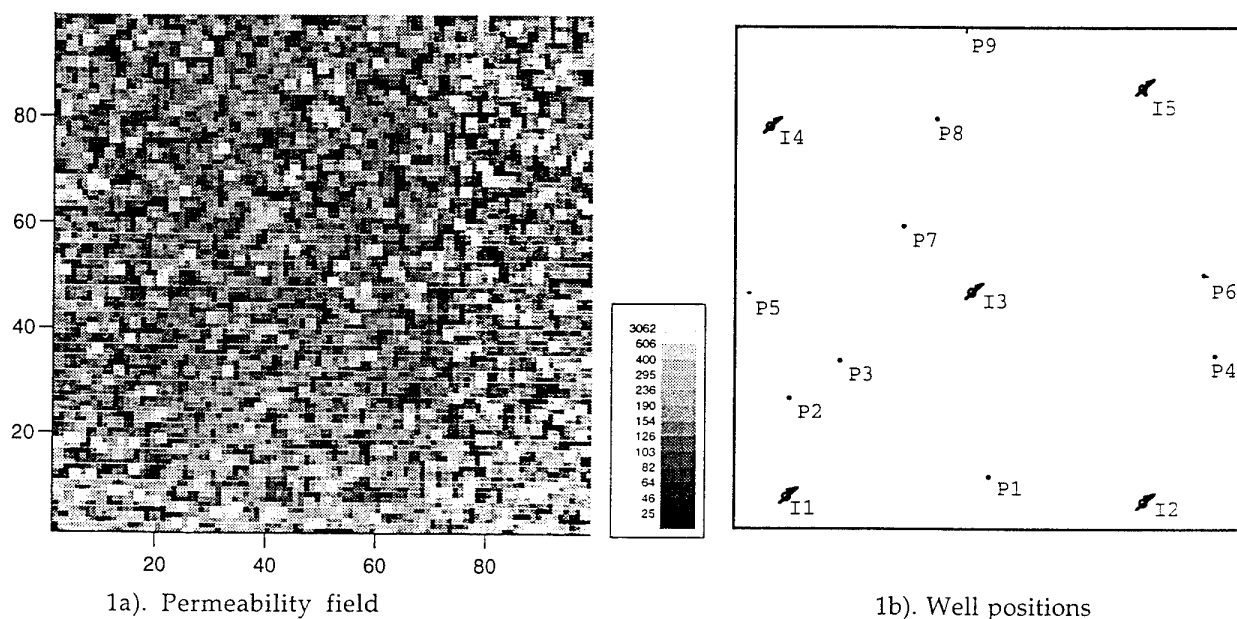 80
60
40
20
20
40
60
80
3062
606
400
295
236
190
154
126
103
82
64
46
25
1a). Permeability field
P9
I5
I4
P8
P7
P6
P5
I3
P3
P4
P2
P1
I1
I2
1b). Well positions